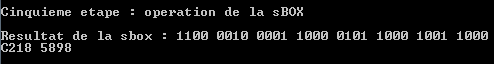 Cinquieme etape : operation de la sBOX
Resultat de la sbox : 1100 0010 0001 1000 0101 1000 1001 1000
C218 5898